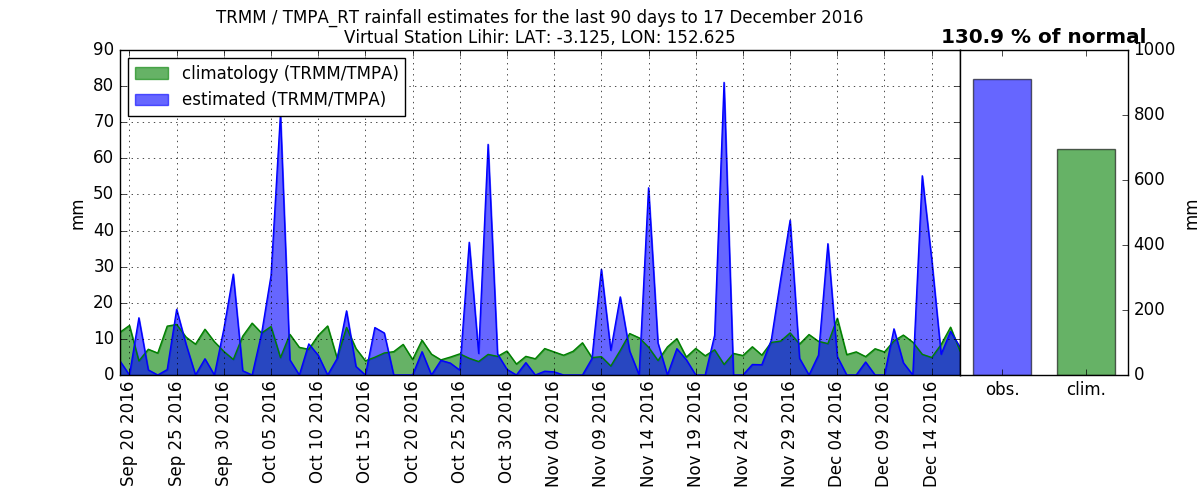 TRMM / TMPA_RT rainfall estimates for the last 90 days to 17 December 2016
Virtual Station Lihir: LAT: -3.125, LON: 152.625
130.9 % of normal
climatology (TRMM/TMPA)
estimated (TRMM/TMPA)
90
80
70
60
50
40
30
20
10
0
mm
Sep 20 2016
Sep 25 2016
Sep 30 2016
Oct 05 2016
Oct 10 2016
Oct 15 2016
Oct 20 2016
Oct 25 2016
Oct 30 2016
Nov 04 2016
Nov 09 2016
Nov 14 2016
Nov 19 2016
Nov 24 2016
Nov 29 2016
Dec 04 2016
Dec 09 2016
Dec 14 2016
obs.
clim.
1000
800
600
400
200
0
mm